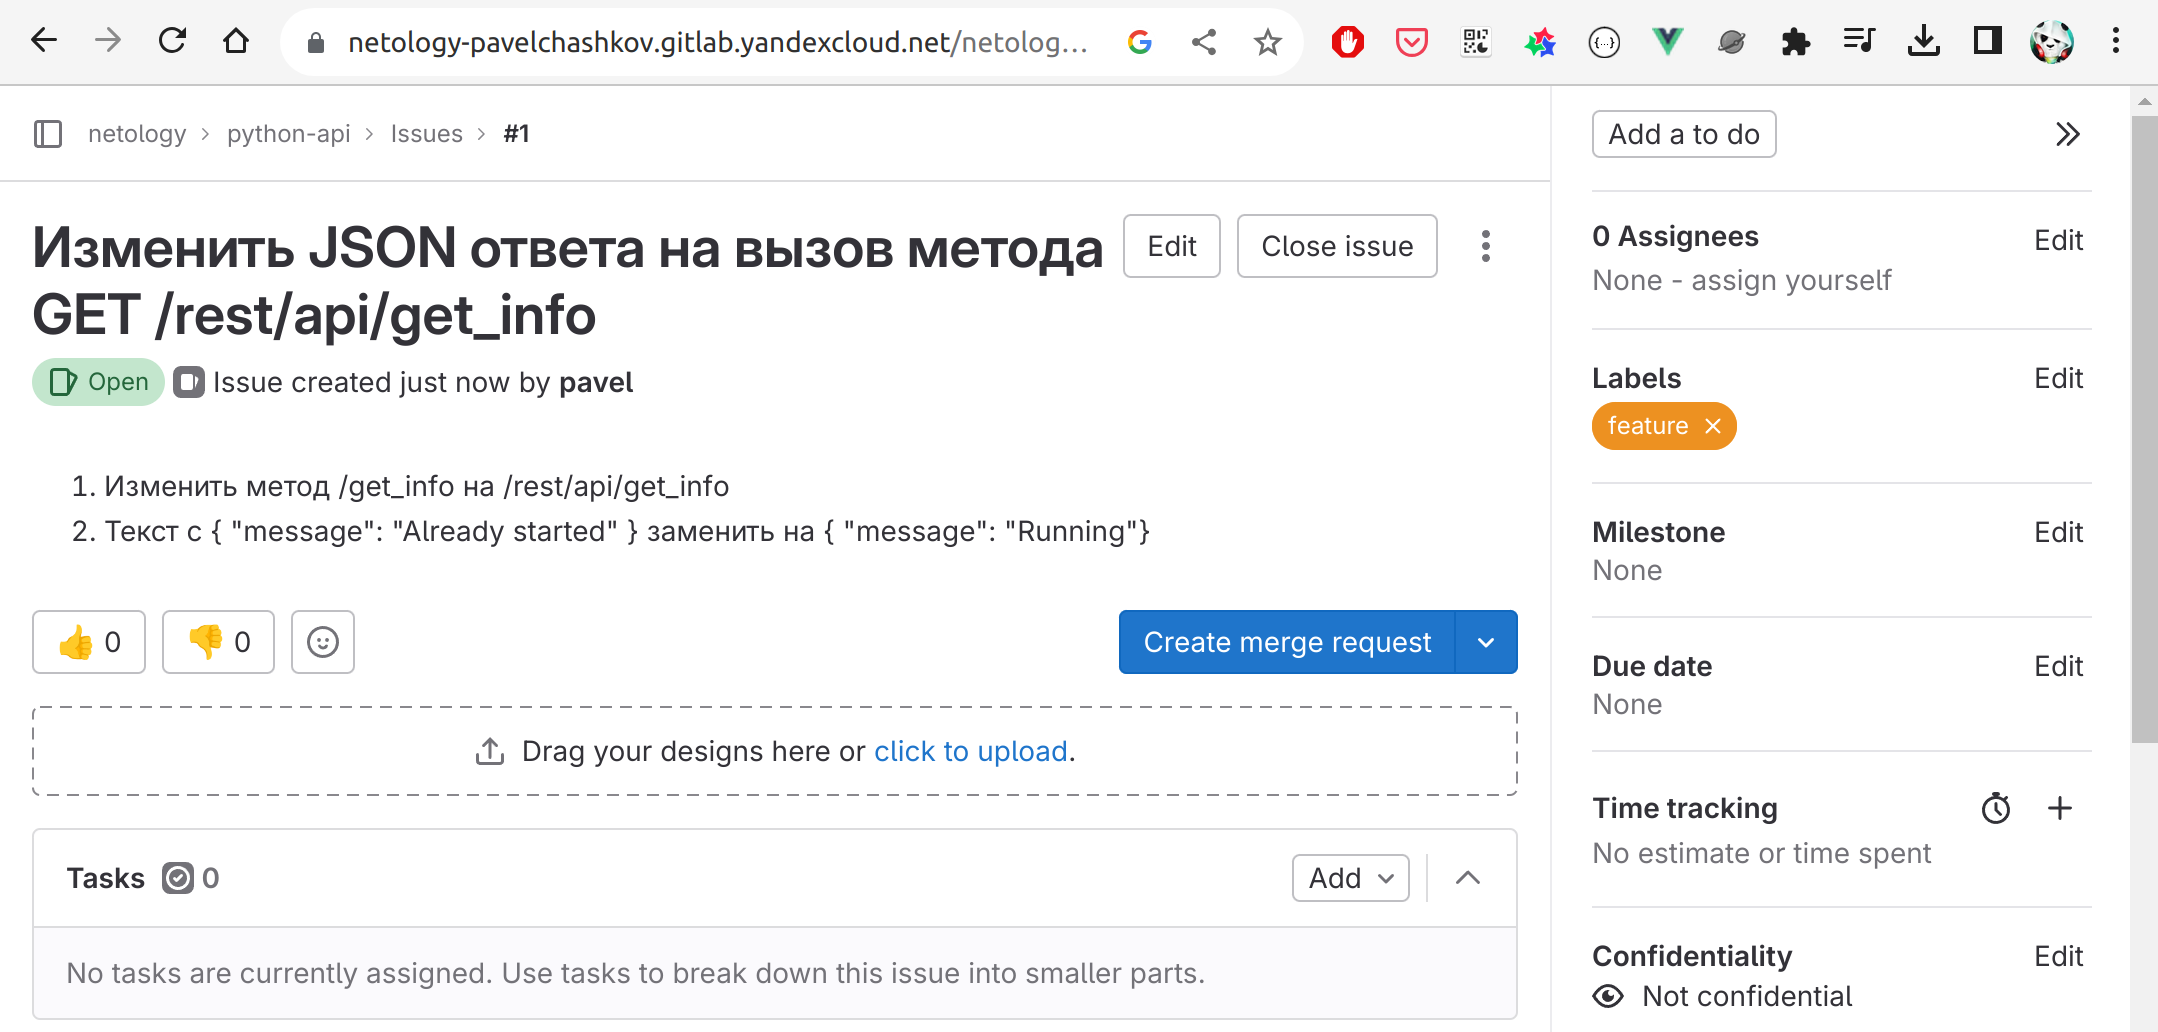 netology-pavelchashkov.gitlab.yandexcloud.net/netolog...
netology › python-api › Issues › #1
Изменить JSON ответа на вызов метода
GET /rest/api/get_info
Edit
Close issue
Open
Issue created just now by pavel
1. Изменить метод /get_info на /rest/api/get_info
2. Текст с { "message": "Already started" } заменить на { "message": "Running"}
0
0
Create merge request
Drag your designs here or click to upload.
Tasks 0
Add
No tasks are currently assigned. Use tasks to break down this issue into smaller parts.
Add a to do
0 Assignees
Edit
None - assign yourself
Labels
Edit
feature
Milestone
Edit
None
Due date
Edit
None
Time tracking
No estimate or time spent
Confidentiality
Edit
Not confidential